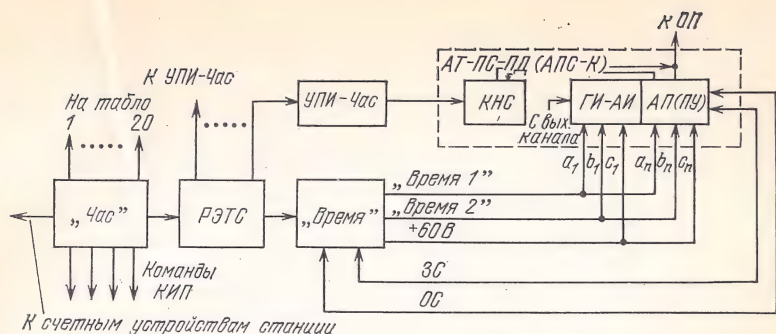 К ОП
АТ-ПС-ПД (АПС-К)
К УПИ-Час
УПИ-Час
КНС
ГИ-АИ
АП(ПУ)
На табло
1 ..... 20
.....
С вых.
канала
a₁ b₁ c₁ aₙ bₙ cₙ
„Час”
РЭТС
„Время”
„Время 1”
„Время 2”
+60 В
ЗС
ОС
Команды
КИП
К счетным устройствам станции